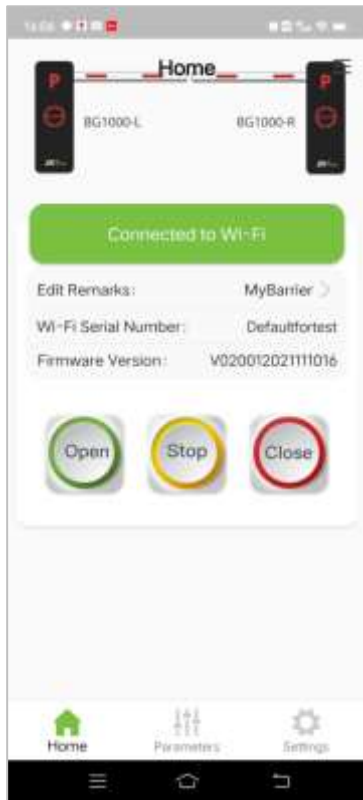 Home
P
P
BG1000-L
BG1000-R
Connected to Wi-Fi
Edit Remarks: MyBarrier
Wi-Fi Serial Number: Defaultfortest
Firmware Version: V020012021111016
Open Stop Close
Home Parameters Settings